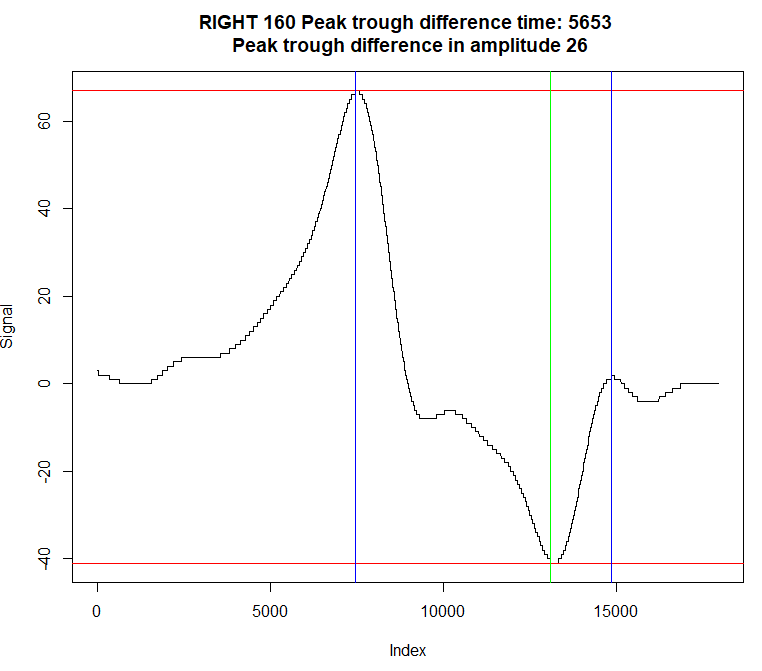 RIGHT 160 Peak trough difference time: 5653
Peak trough difference in amplitude 26
60
40
20
0
-20
-40
Signal
0 5000 10000 15000
Index